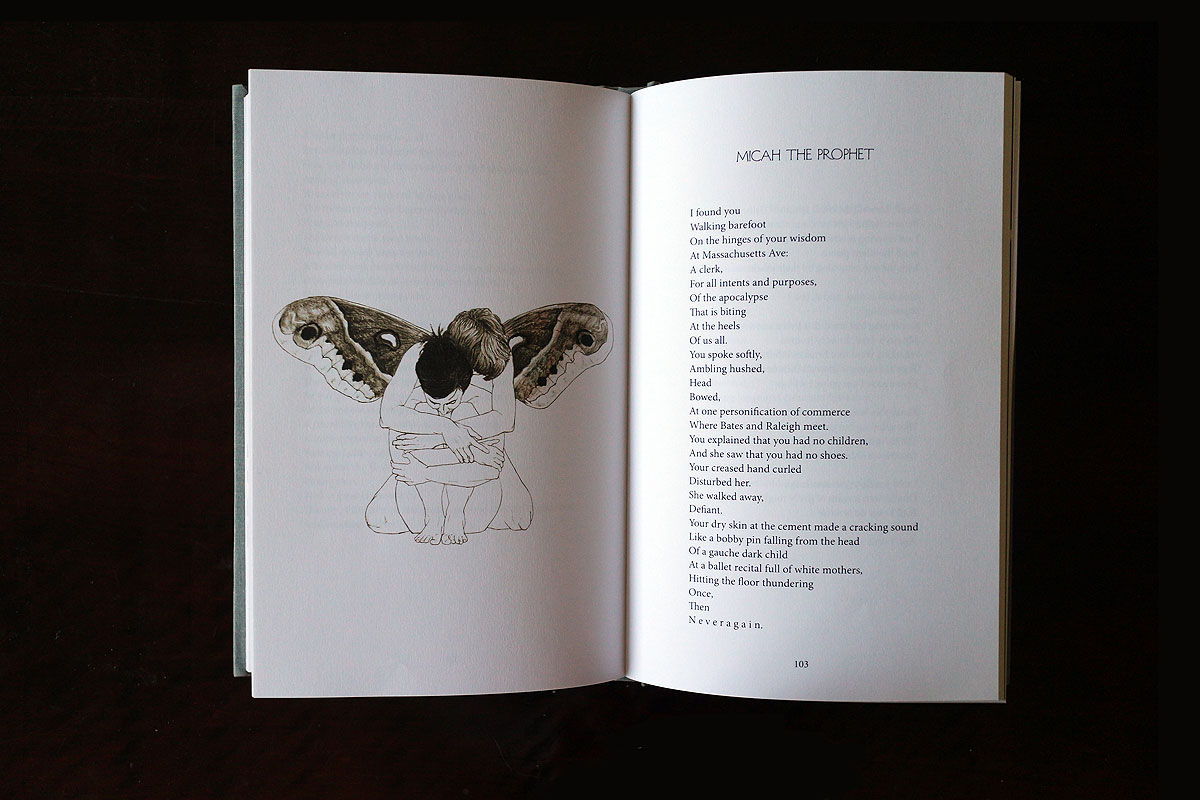 MICAH THE PROPHET
I found you
Walking barefoot
On the hinges of your wisdom
At Massachusetts Ave:
A clerk,
For all intents and purposes,
Of the apocalypse
That is biting
At the heels
Of us all.
You spoke softly,
Ambling hushed,
Head
Bowed,
At one personification of commerce
Where Bates and Raleigh meet.
You explained that you had no children,
And she saw that you had no shoes.
Your creased hand curled
Disturbed her.
She walked away,
Defiant.
Your dry skin at the cement made a cracking sound
Like a bobby pin falling from the head
Of a gauche dark child
At a ballet recital full of white mothers,
Hitting the floor thundering
Once,
Then
N e v e r a g a i n.
103